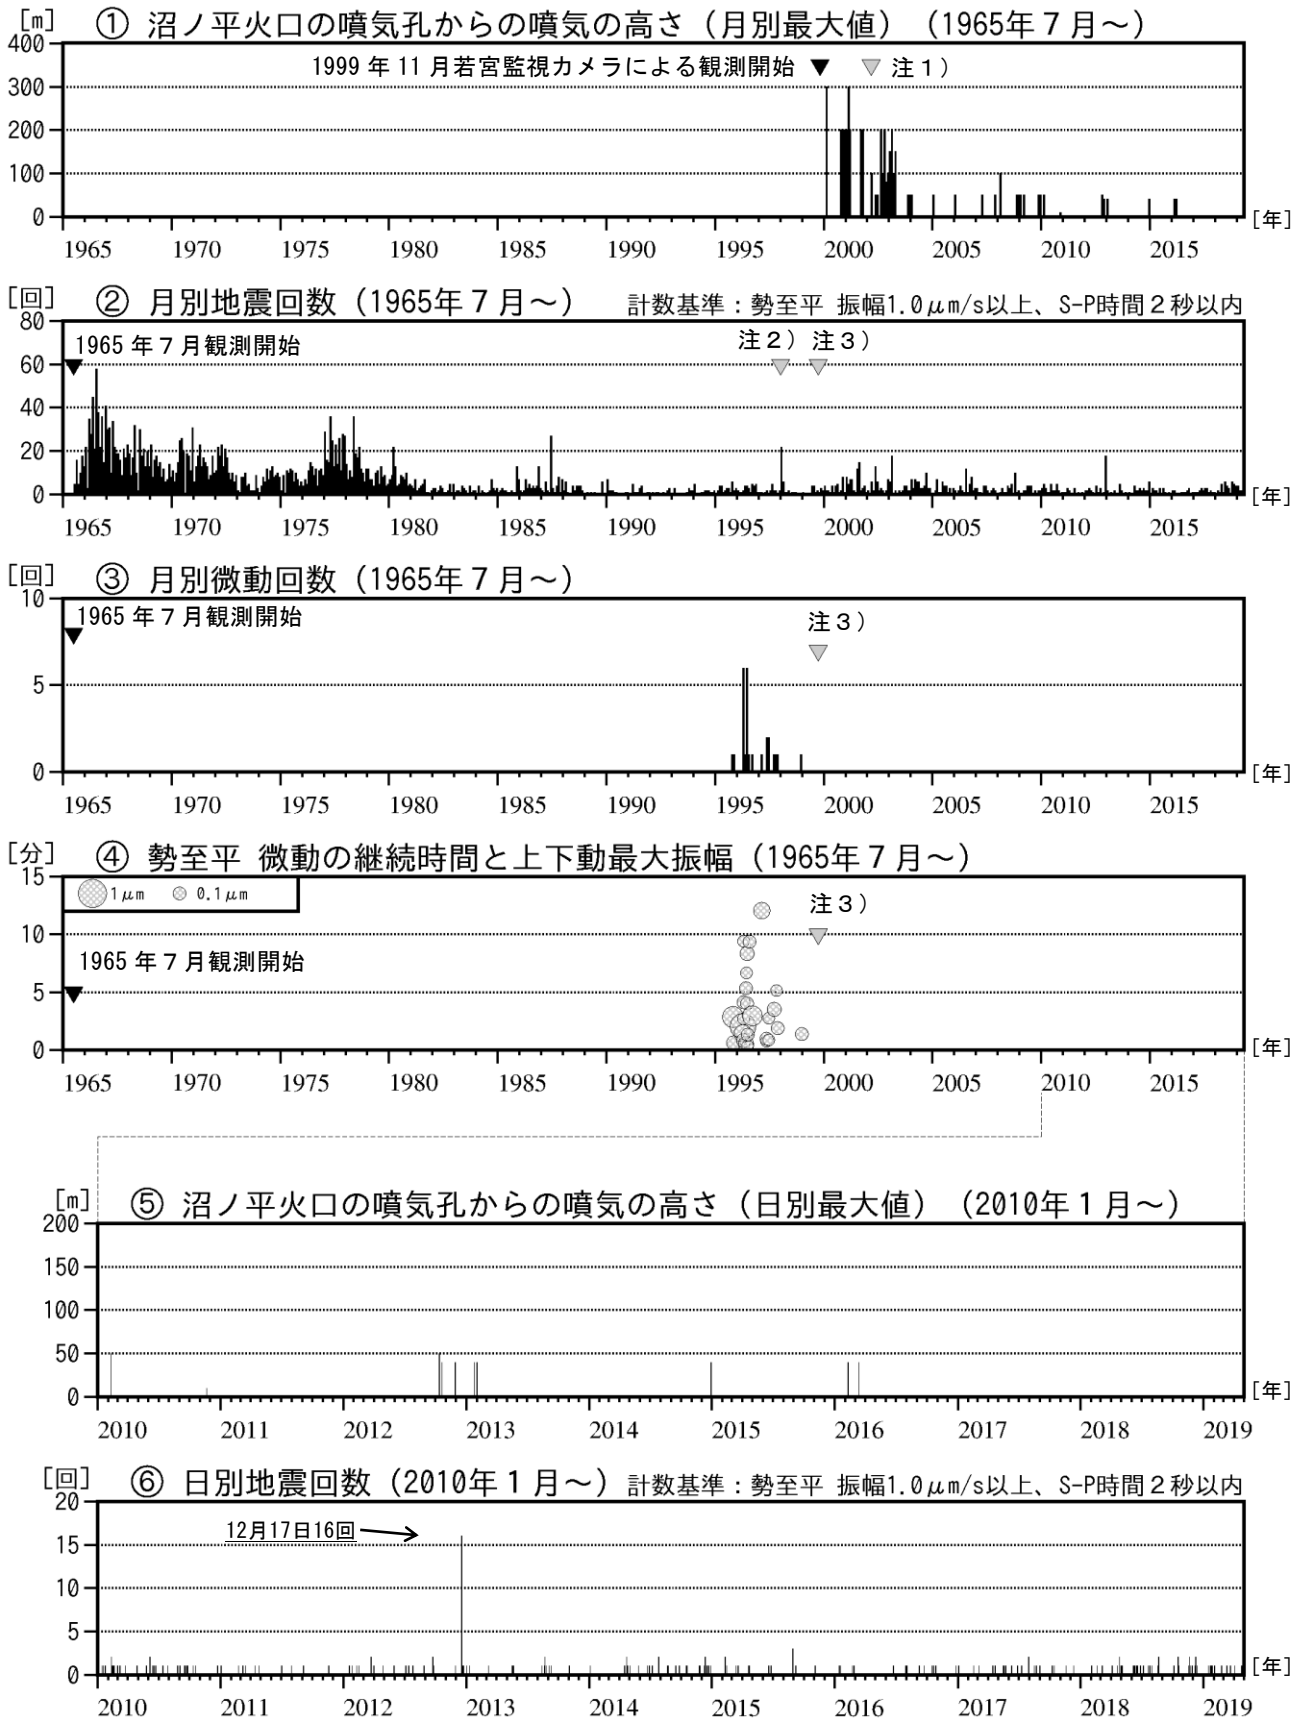 [m] ① 沼ノ平火口の噴気孔からの噴気の高さ（月別最大値）（1965年７月～）
400
1999 年 11 月若宮監視カメラによる観測開始 ▼ ▽ 注１）
300
200
100
0
[年]
1965 1970 1975 1980 1985 1990 1995 2000 2005 2010 2015
[回] ② 月別地震回数（1965年７月～） 計数基準：勢至平 振幅1.0μm/s以上、S-P時間２秒以内
80
1965 年７月観測開始 注２） 注３）
60
40
20
0
[年]
1965 1970 1975 1980 1985 1990 1995 2000 2005 2010 2015
[回] ③ 月別微動回数（1965年７月～）
10
1965 年７月観測開始 注３）
5
0
[年]
1965 1970 1975 1980 1985 1990 1995 2000 2005 2010 2015
[分] ④ 勢至平 微動の継続時間と上下動最大振幅（1965年７月～）
15
1μm 0.1μm
注３）
10
1965 年７月観測開始
5
0
[年]
1965 1970 1975 1980 1985 1990 1995 2000 2005 2010 2015
[m] ⑤ 沼ノ平火口の噴気孔からの噴気の高さ（日別最大値）（2010年１月～）
200
150
100
50
0
[年]
2010 2011 2012 2013 2014 2015 2016 2017 2018 2019
[回] ⑥ 日別地震回数（2010年１月～） 計数基準：勢至平 振幅1.0μm/s以上、S-P時間２秒以内
20
12月17日16回
15
10
5
0
[年]
2010 2011 2012 2013 2014 2015 2016 2017 2018 2019